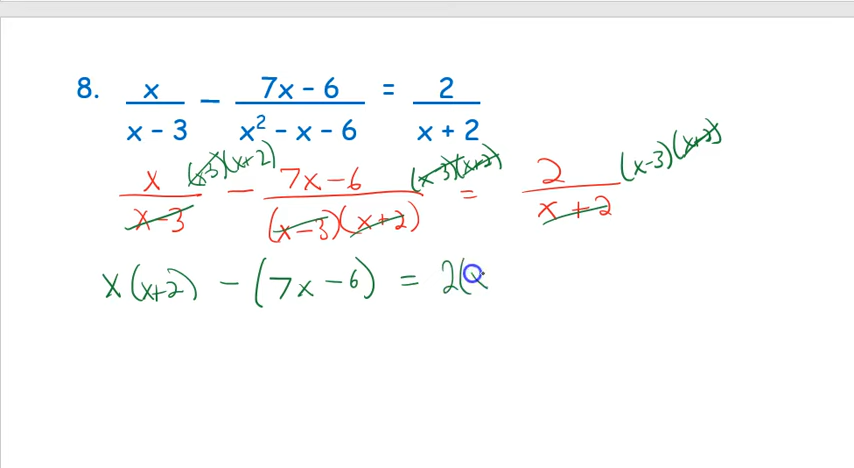 8. x/(x - 3) - (7x - 6)/(x² - x - 6) = 2/(x + 2)
x/(x-3) (x-3)(x+2) - (7x-6)/((x-3)(x+2)) (x-3)(x+2) = 2/(x+2) (x-3)(x+2)
x(x+2) - (7x-6) = 2(x